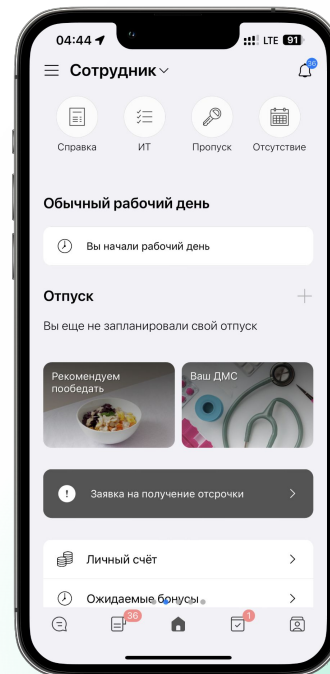 04:44
LTE 91
Сотрудник
36
Справка
ИТ
Пропуск
Отсутствие
Обычный рабочий день
Вы начали рабочий день
Отпуск
Вы еще не запланировали свой отпуск
Рекомендуем
пообедать
Ваш ДМС
Заявка на получение отсрочки
Личный счёт
Ожидаемые бонусы
36
1